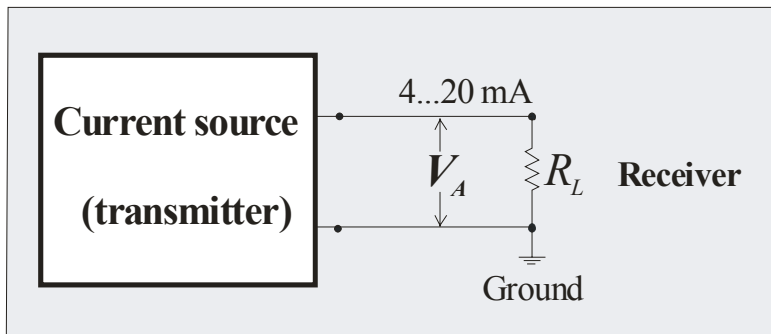 4...20 mA
Current source
(transmitter)
V_A
R_L
Receiver
Ground